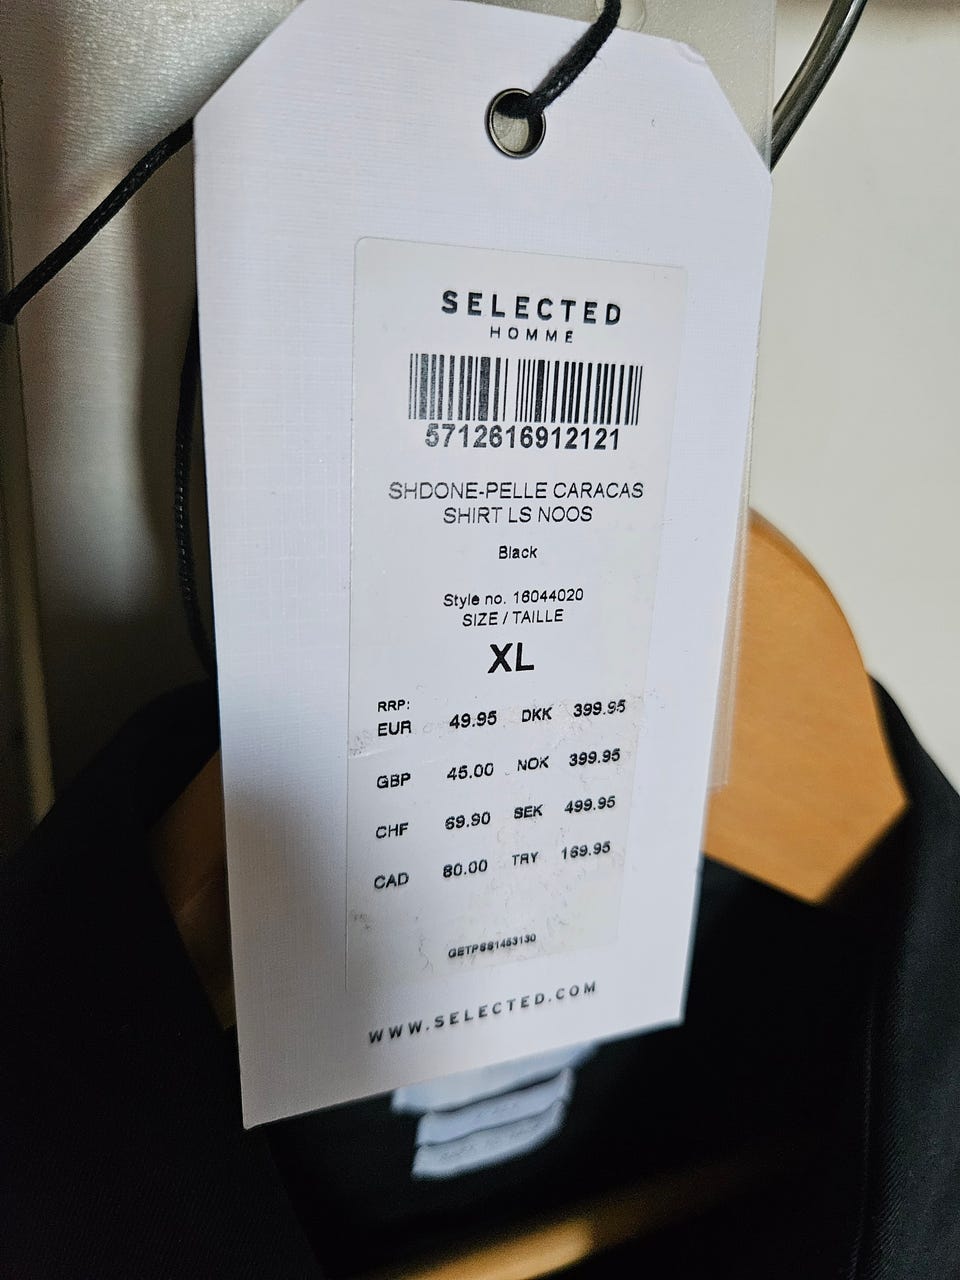 SELECTED
HOMME
5712616912121
SHDONE-PELLE CARACAS
SHIRT LS NOOS
Black
Style no. 16044020
SIZE / TAILLE
XL
RRP:
EUR 49.95 DKK 399.95
GBP 45.00 NOK 399.95
CHF 69.90 SEK 499.95
CAD 80.00 TRY 169.95
GETPSS1453130
WWW.SELECTED.COM